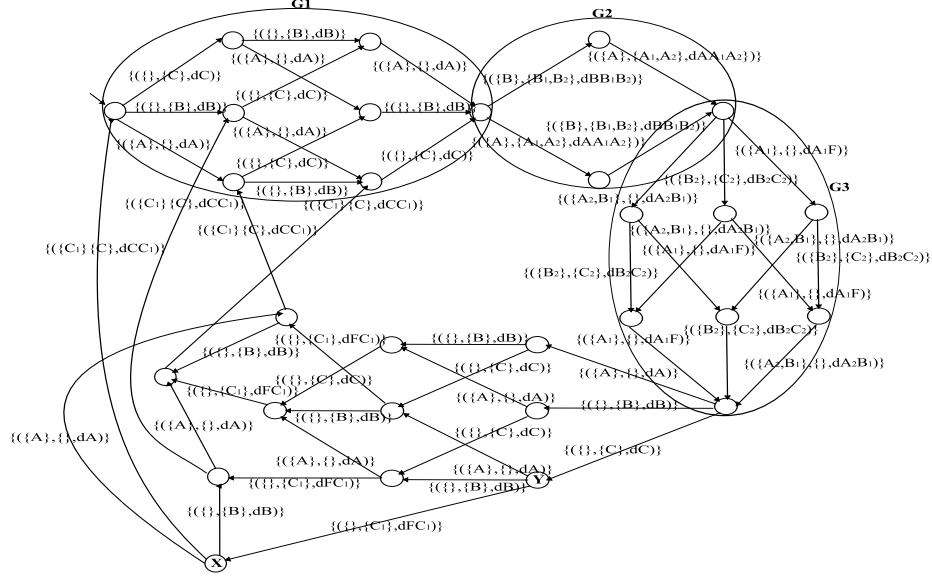 G1
G2
{({},{B},dB)}
{({A},{A1,A2},dAA1A2})}
{({A},{},dA)}
{({A},{},dA)}
{({},{C},dC)}
{({B},{B1,B2},dBB1B2)}
{({},{C},dC)}
{({},{B},dB)}
{({},{B},dB)}
{({B},{B1,B2},dBB1B2)}
{({A},{},dA)}
{({A},{},dA)}
{({A},{A1,A2},dAA1A2})}
{({A1},{},dA1F)}
{({},{C},dC)}
{({},{C},dC)}
{({B2},{C2},dB2C2)}
G3
{({},{B},dB)}
{({C1}{C},dCC1)}
{({C1}{C},dCC1)}
{({A2,B1},{},dA2B1)}
{({C1}{C},dCC1)}
{({A2,B1},{},dA2B1)}
{({A2,B1},{},dA2B1)}
{({C1}{C},dCC1)}
{({A1},{},dA1F)}
{({B2},{C2},dB2C2)}
{({B2},{C2},dB2C2)}
{({A1},{},dA1F)}
{({B2},{C2},dB2C2)}
{({},{C1},dFC1)}
{({},{B},dB)}
{({A1},{},dA1F)}
{({},{B},dB)}
{({A2,B1},{},dA2B1)}
{({},{C},dC)}
{({A},{},dA)}
{({},{C},dC)}
{({},{C1},dFC1)}
{({A},{},dA)}
{({},{B},dB)}
{({},{B},dB)}
{({A},{},dA)}
{({},{C},dC)}
{({A},{},dA)}
{({},{C},dC)}
{({A},{},dA)}
{({A},{},dA)}
{({},{C1},dFC1)}
Y
{({},{B},dB)}
{({},{B},dB)}
{({},{C1},dFC1)}
X